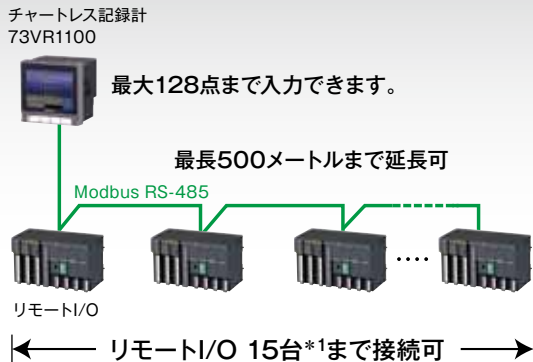 チャートレス記録計
73VR1100
最大128点まで入力できます。
最長500メートルまで延長可
Modbus RS-485
リモートI/O
リモートI/O 15台*1まで接続可